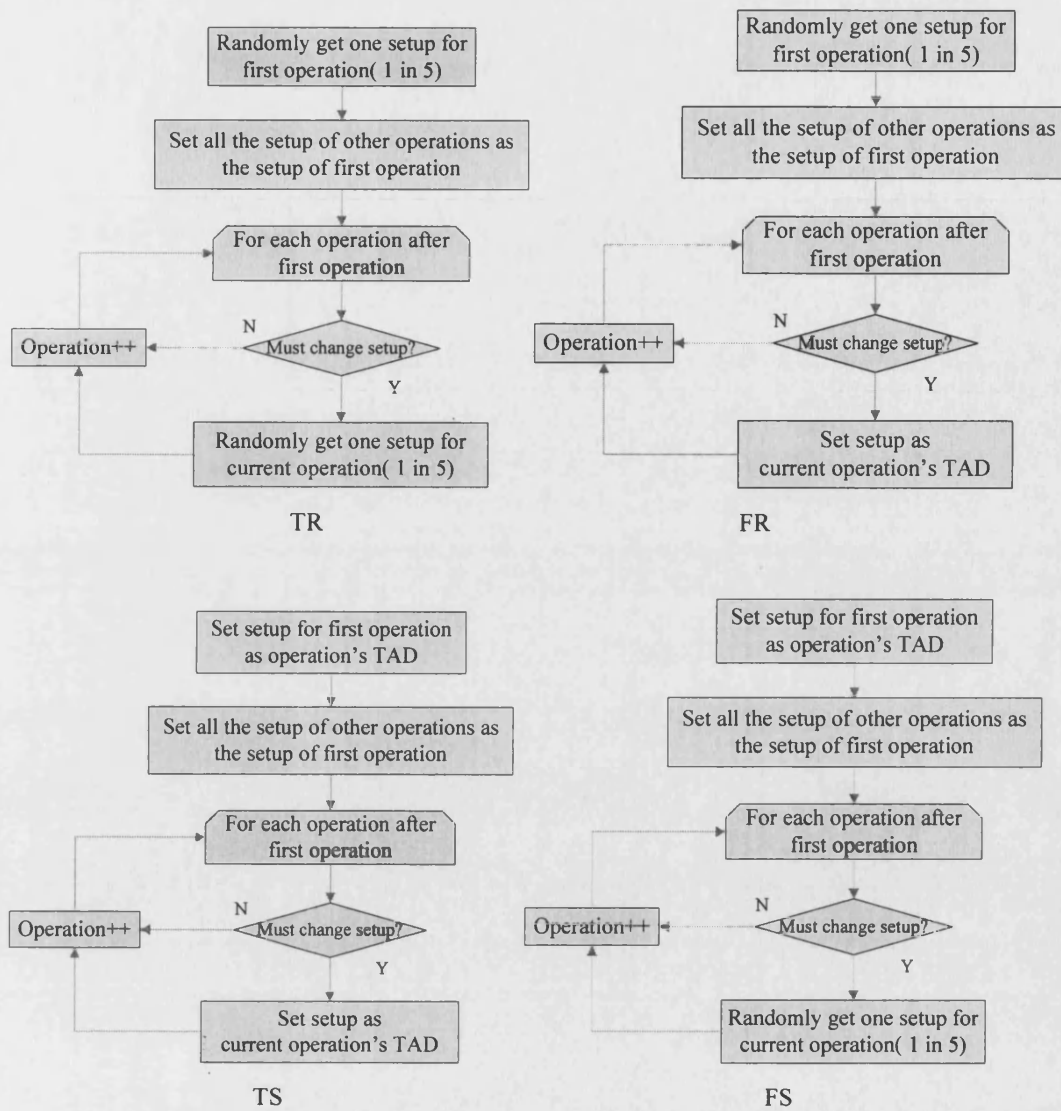 Randomly get one setup for
first operation( 1 in 5)
Set all the setup of other operations as
the setup of first operation
For each operation after
first operation
N
Operation++
Must change setup?
Y
Randomly get one setup for
current operation( 1 in 5)
TR
Randomly get one setup for
first operation( 1 in 5)
Set all the setup of other operations as
the setup of first operation
For each operation after
first operation
N
Operation++
Must change setup?
Y
Set setup as
current operation's TAD
FR
Set setup for first operation
as operation's TAD
Set all the setup of other operations as
the setup of first operation
For each operation after
first operation
N
Operation++
Must change setup?
Y
Set setup as
current operation's TAD
TS
Set setup for first operation
as operation's TAD
Set all the setup of other operations as
the setup of first operation
For each operation after
first operation
N
Operation++
Must change setup?
Y
Randomly get one setup for
current operation( 1 in 5)
FS